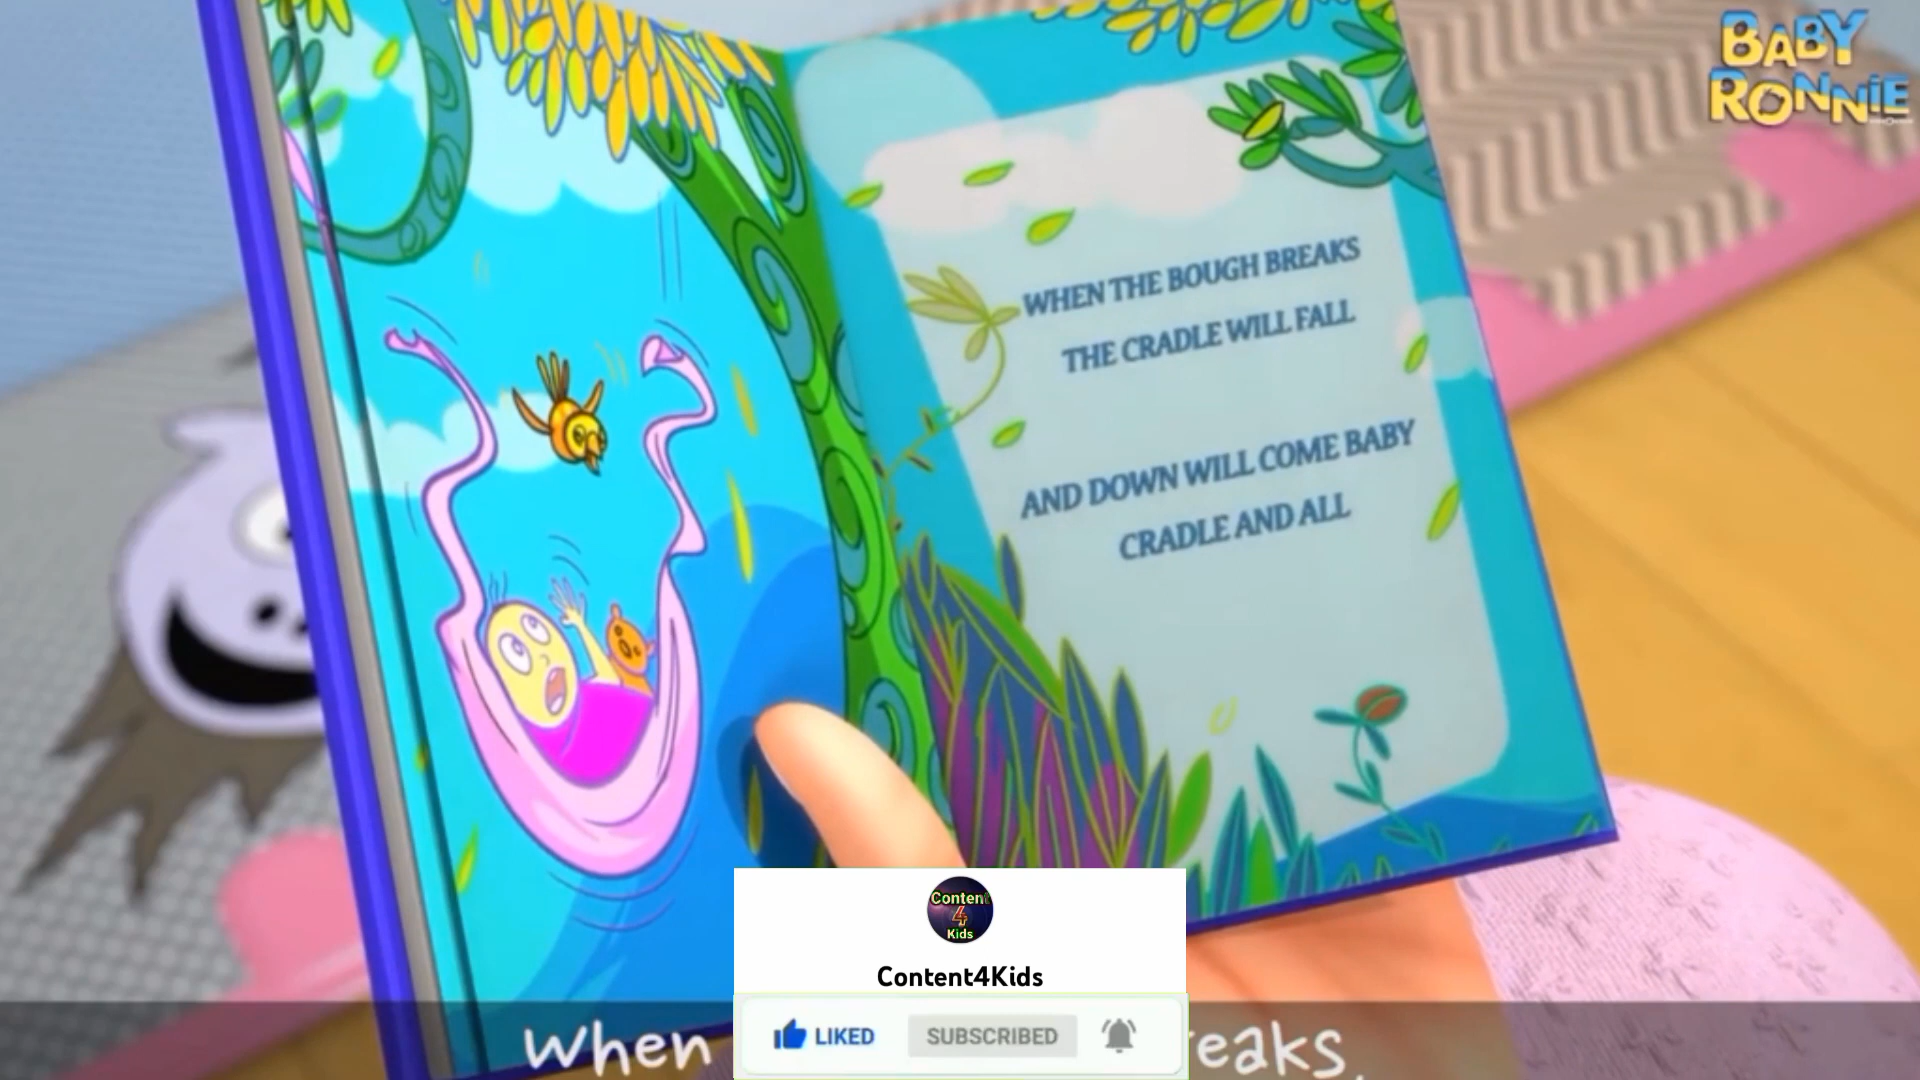 BABY
RONNIE
WHEN THE BOUGH BREAKS
THE CRADLE WILL FALL
AND DOWN WILL COME BABY
CRADLE AND ALL
Content
4
Kids
Content4Kids
LIKED SUBSCRIBED
When eaks,